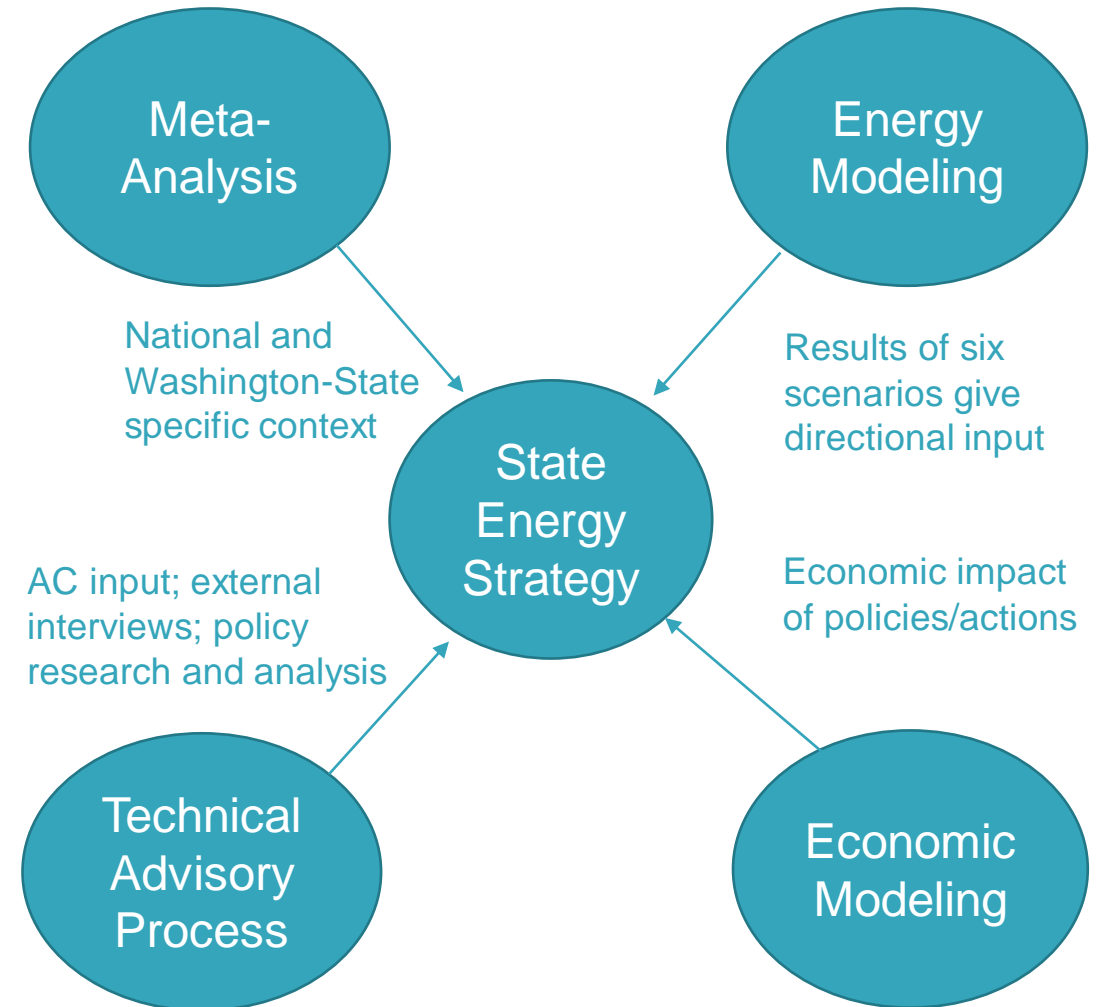 Meta-
Analysis
Energy
Modeling
National and
Washington-State
specific context
Results of six
scenarios give
directional input
State
Energy
Strategy
AC input; external
interviews; policy
research and analysis
Economic impact
of policies/actions
Technical
Advisory
Process
Economic
Modeling